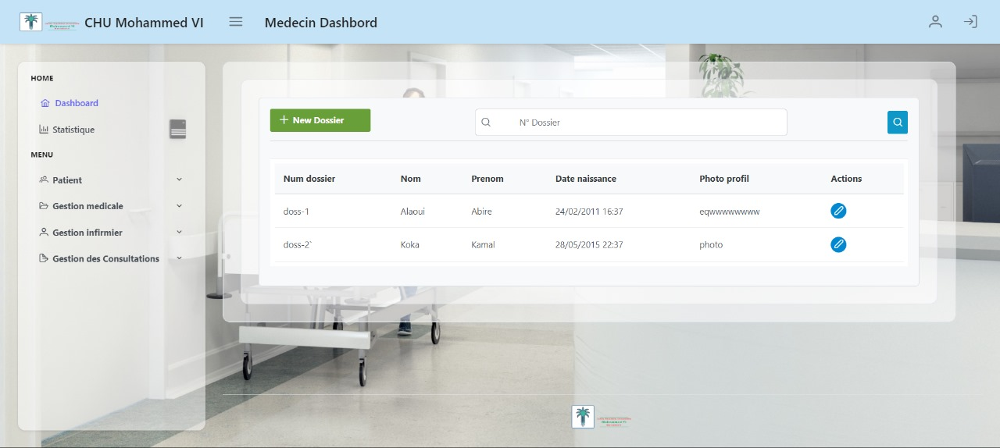 CHU Mohammed VI
Medecin Dashbord
HOME
Dashboard
Statistique
MENU
Patient
Gestion medicale
Gestion infirmier
Gestion des Consultations
New Dossier
N° Dossier
Num dossier Nom Prenom Date naissance Photo profil Actions
doss-1 Alaoui Abire 24/02/2011 16:37 eqwwwwwwww
doss-2` Koka Kamal 28/05/2015 22:37 photo
Mohammed VI